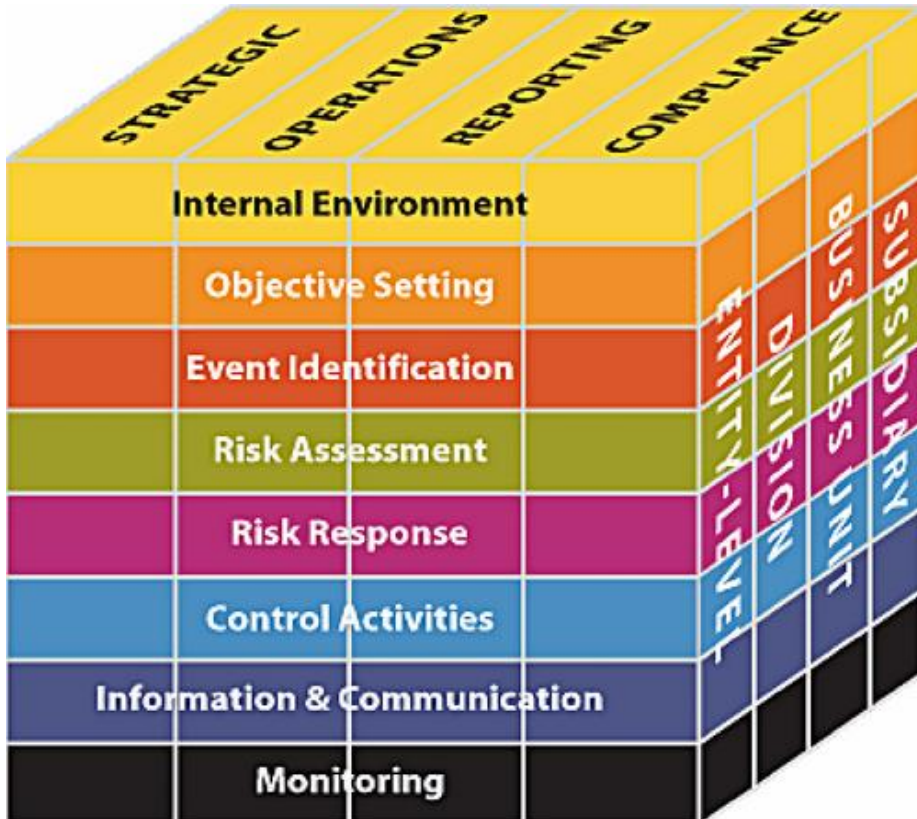 STRATEGIC
OPERATIONS
REPORTING
COMPLIANCE
Internal Environment
Objective Setting
Event Identification
Risk Assessment
Risk Response
Control Activities
Information & Communication
Monitoring
ENTITY-LEVEL
DIVISION
BUSINESS UNIT
SUBSIDIARY